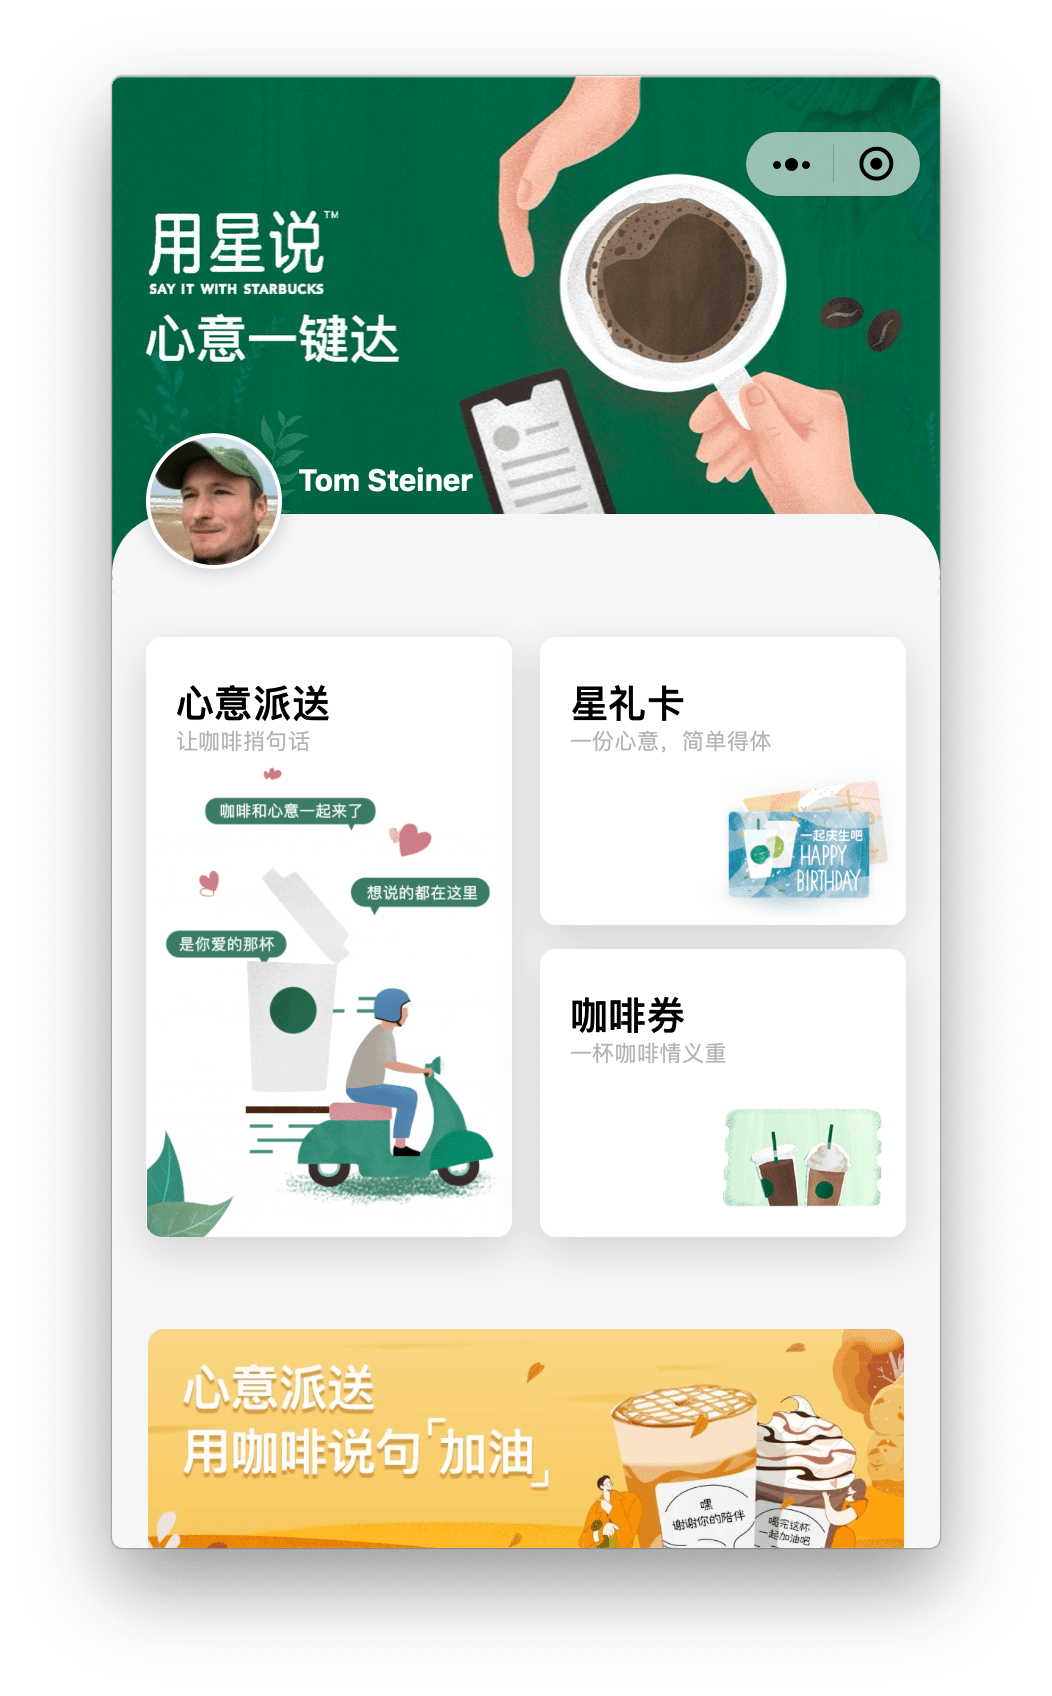 用星说™
SAY IT WITH STARBUCKS
心意一键达
Tom Steiner
心意派送
让咖啡捎句话
咖啡和心意一起来了
想说的都在这里
是你爱的那杯
星礼卡
一份心意，简单得体
一起庆生吧
HAPPY
BIRTHDAY
咖啡券
一杯咖啡情义重
心意派送
用咖啡说句「加油」
嘿
谢谢你的陪伴
喝完这杯
一起加油吧